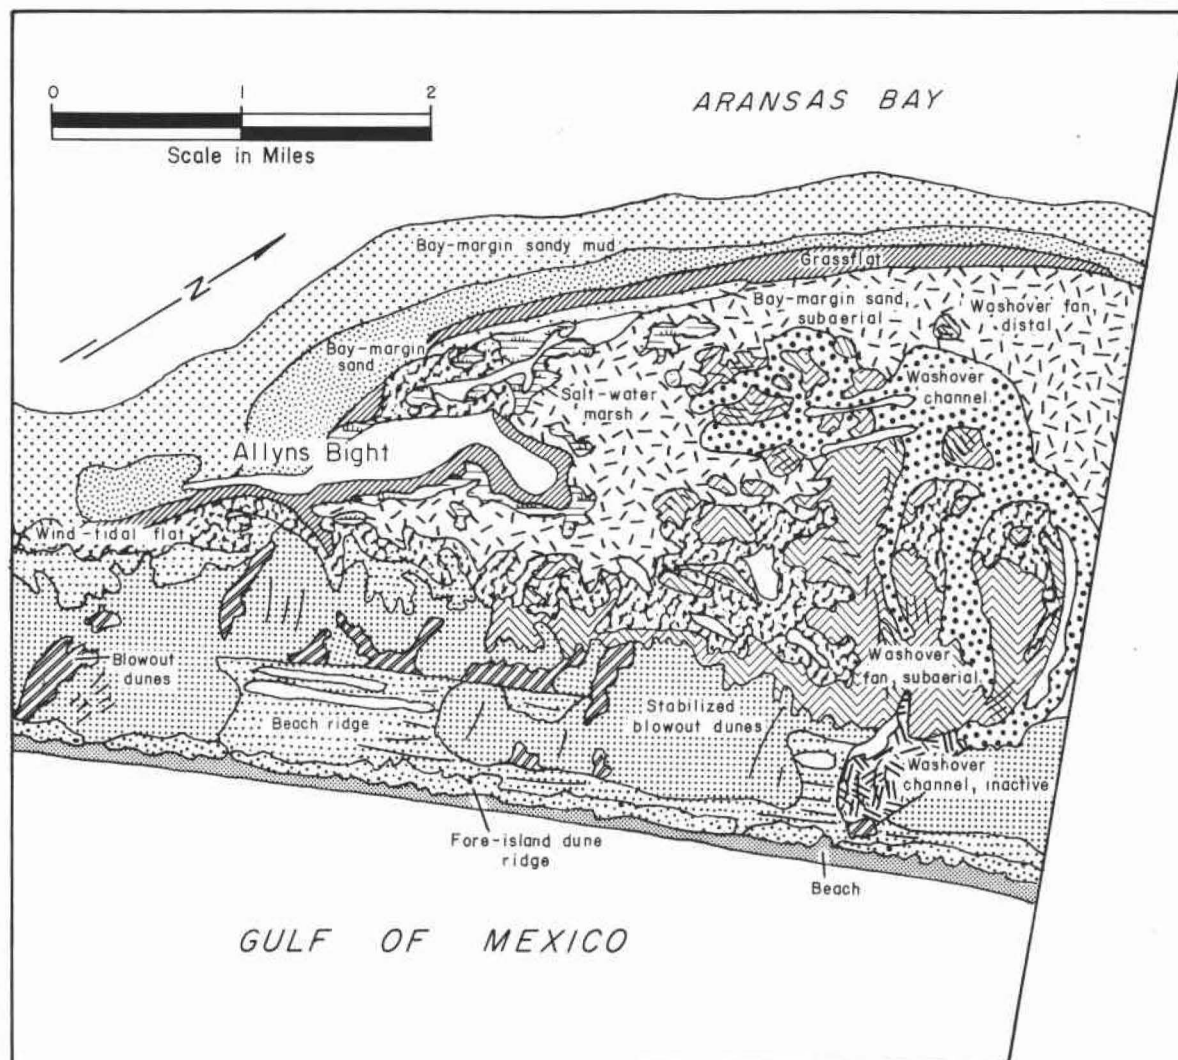 0 1 2
Scale in Miles
ARANSAS BAY
N
Bay-margin sandy mud
Grassflat
Bay-margin sand,
subaerial
Washover fan,
distal
Bay-margin
sand
Washover
channel
Salt-water
marsh
Allyns Bight
Wind-tidal flat
Blowout
dunes
Washover
fan, subaerial
Stabilized
blowout dunes
Beach ridge
Washover
channel, inactive
Fore-island dune
ridge
Beach
GULF OF MEXICO